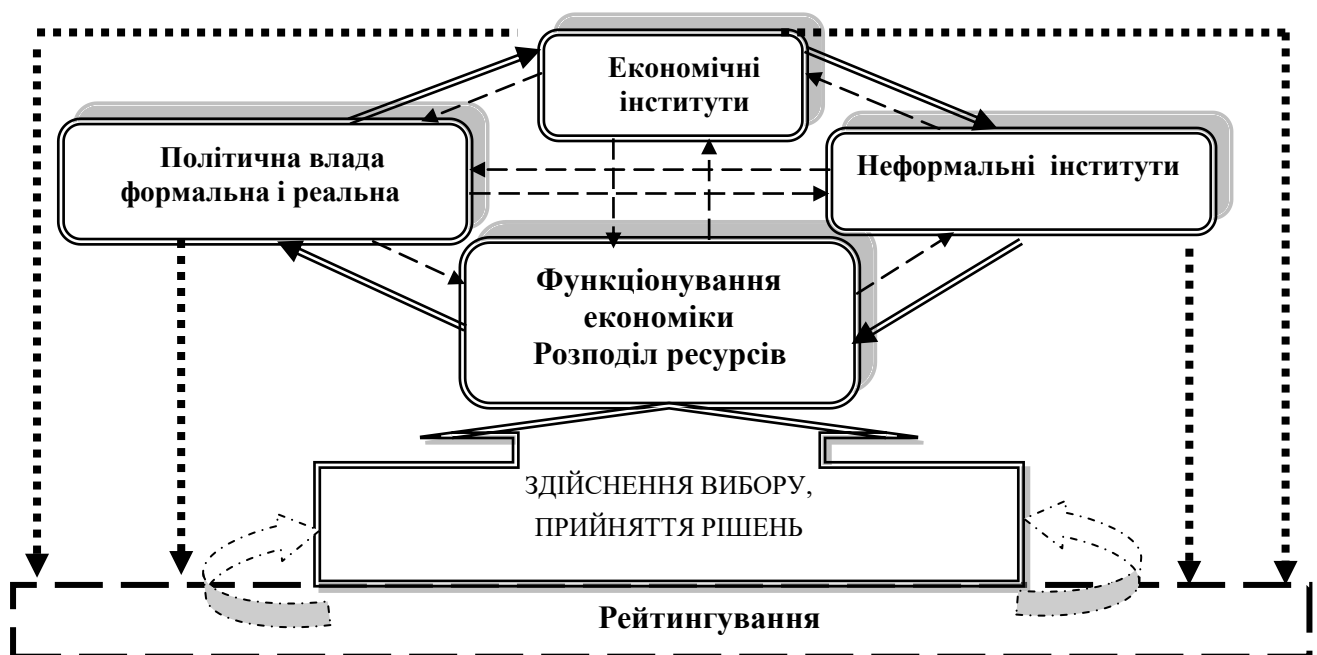 Економічні
інститути
Політична влада
формальна і реальна
Неформальні інститути
Функціонування
економіки
Розподіл ресурсів
ЗДІЙСНЕННЯ ВИБОРУ,
ПРИЙНЯТТЯ РІШЕНЬ
Рейтингування